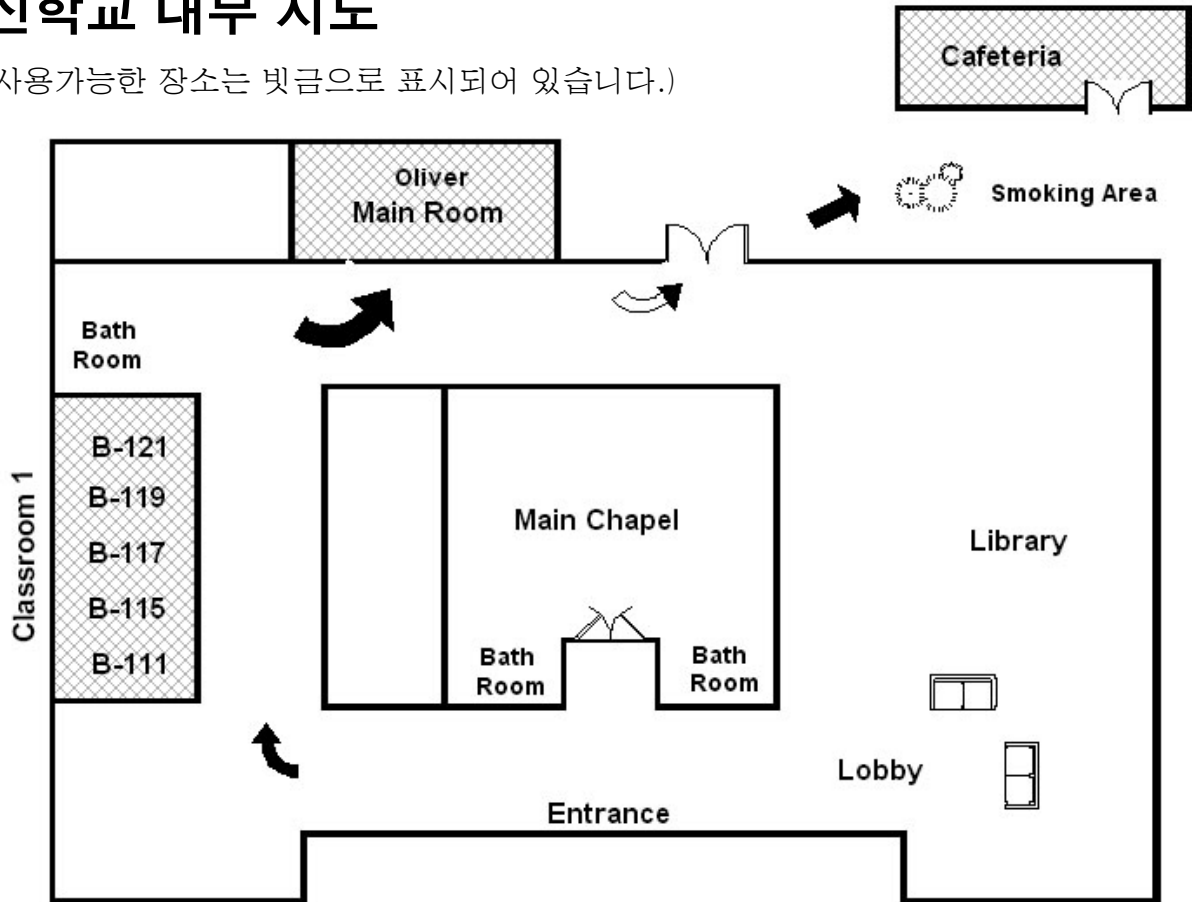 신학교 내부 지도
사용가능한 장소는 빗금으로 표시되어 있습니다.)
Cafeteria
Oliver
Main Room
Smoking Area
Bath
Room
Classroom 1
B-121
B-119
B-117
B-115
B-111
Main Chapel
Library
Bath
Room
Bath
Room
Lobby
Entrance